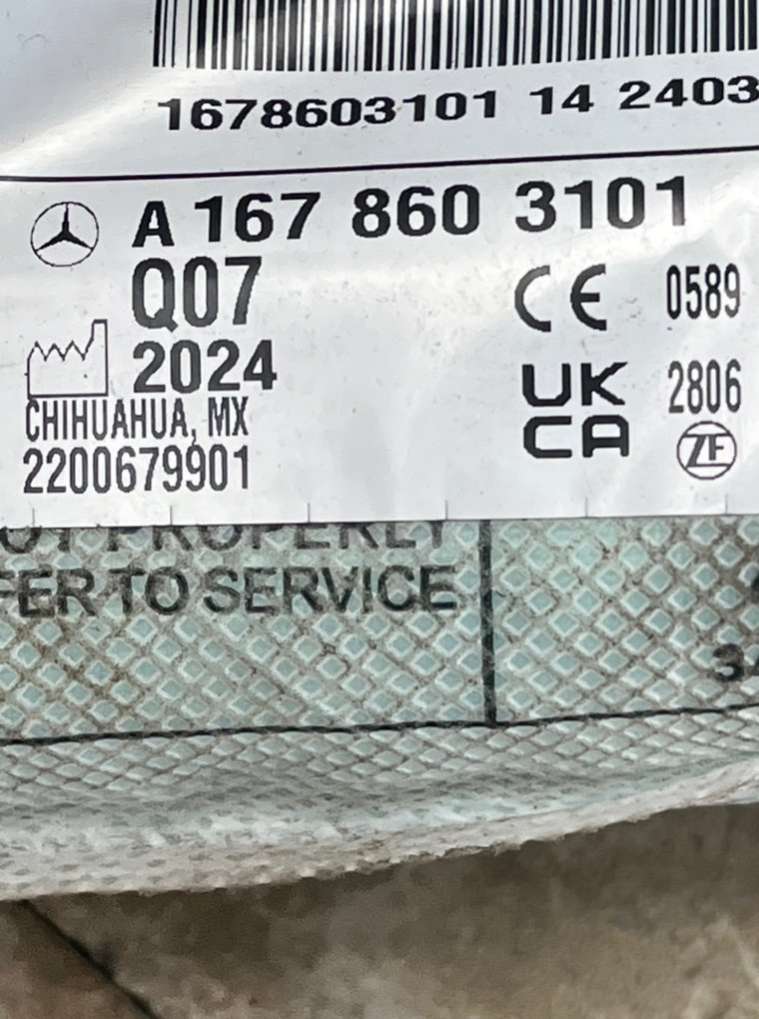 1678603101 14 2403
A 167 860 3101
Q07
CE 0589
2024
UK
CA 2806
CHIHUAHUA, MX
ZF
2200679901
PROPERLY
TO SERVICE